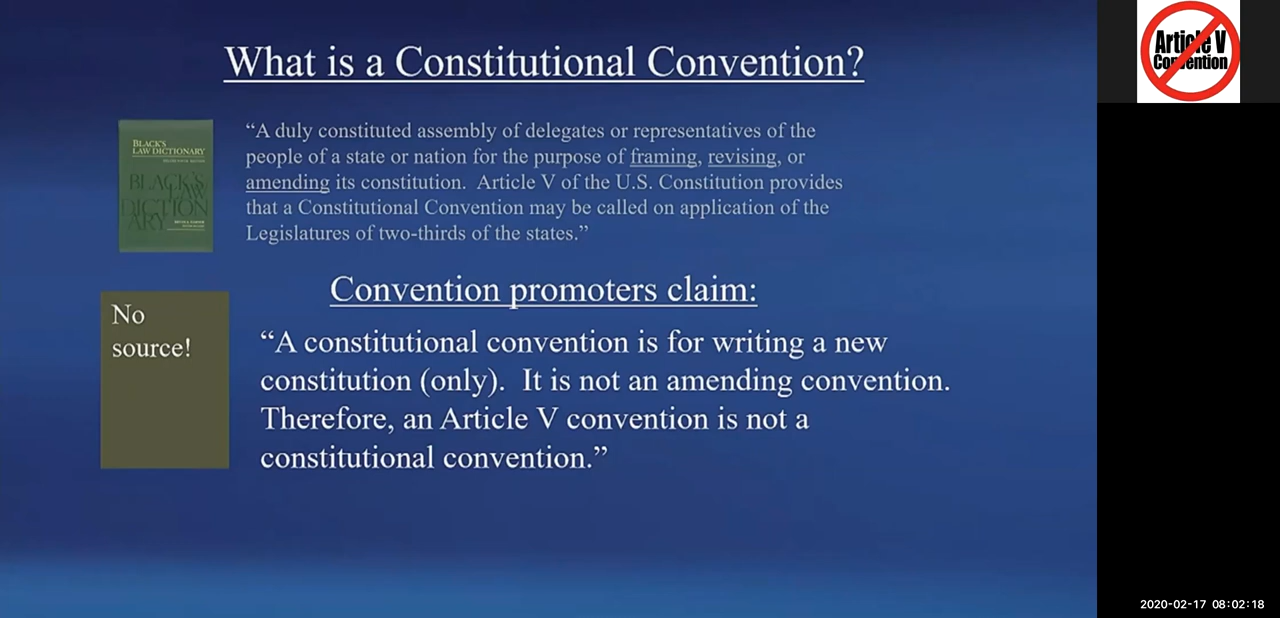 What is a Constitutional Convention?
Article V
Convention
BLACK'S
LAW DICTIONARY
BLACK'S
LAW
DICTION
ARY
“A duly constituted assembly of delegates or representatives of the
people of a state or nation for the purpose of framing, revising, or
amending its constitution.  Article V of the U.S. Constitution provides
that a Constitutional Convention may be called on application of the
Legislatures of two-thirds of the states.”
Convention promoters claim:
No
source!
“A constitutional convention is for writing a new
constitution (only).  It is not an amending convention.
Therefore, an Article V convention is not a
constitutional convention.”
2020-02-17 08:02:18